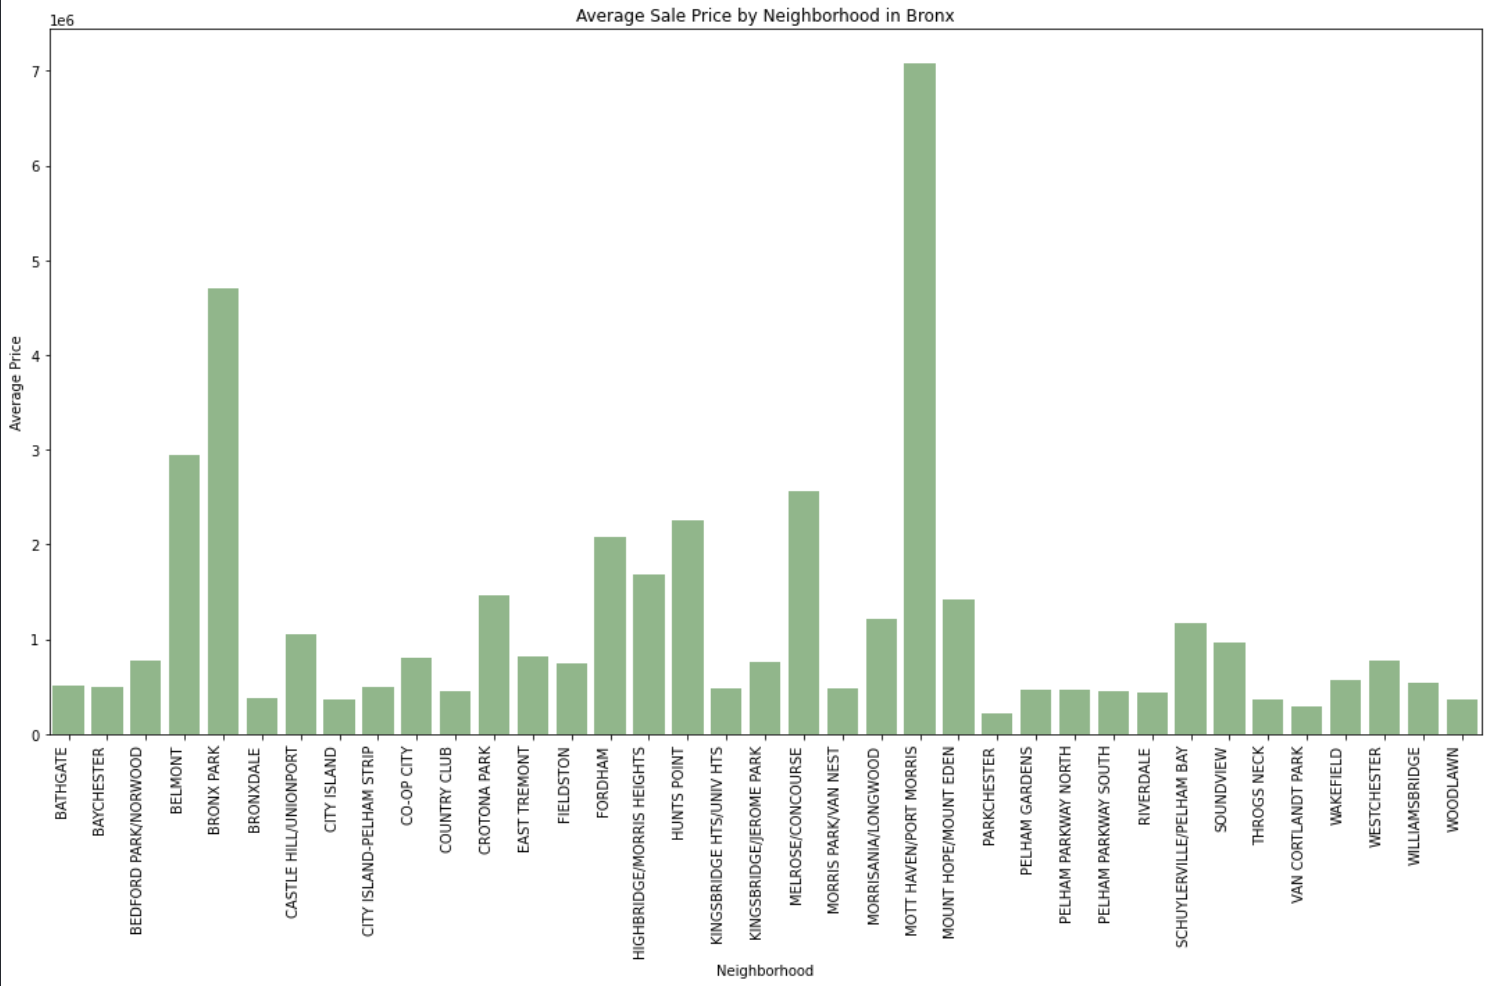 Average Sale Price by Neighborhood in Bronx
1e6
7
6
5
4
3
2
1
0
Average Price
BATHGATE
BAYCHESTER
BEDFORD PARK/NORWOOD
BELMONT
BRONX PARK
BRONXDALE
CASTLE HILL/UNIONPORT
CITY ISLAND
CITY ISLAND-PELHAM STRIP
CO-OP CITY
COUNTRY CLUB
CROTONA PARK
EAST TREMONT
FIELDSTON
FORDHAM
HIGHBRIDGE/MORRIS HEIGHTS
HUNTS POINT
KINGSBRIDGE HTS/UNIV HTS
KINGSBRIDGE/JEROME PARK
MELROSE/CONCOURSE
MORRIS PARK/VAN NEST
MORRISANIA/LONGWOOD
MOTT HAVEN/PORT MORRIS
MOUNT HOPE/MOUNT EDEN
PARKCHESTER
PELHAM GARDENS
PELHAM PARKWAY NORTH
PELHAM PARKWAY SOUTH
RIVERDALE
SCHUYLERVILLE/PELHAM BAY
SOUNDVIEW
THROGS NECK
VAN CORTLANDT PARK
WAKEFIELD
WESTCHESTER
WILLIAMSBRIDGE
WOODLAWN
Neighborhood